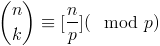 \binom{n}{k} \equiv [\frac{n}{p}] ( \mod p)